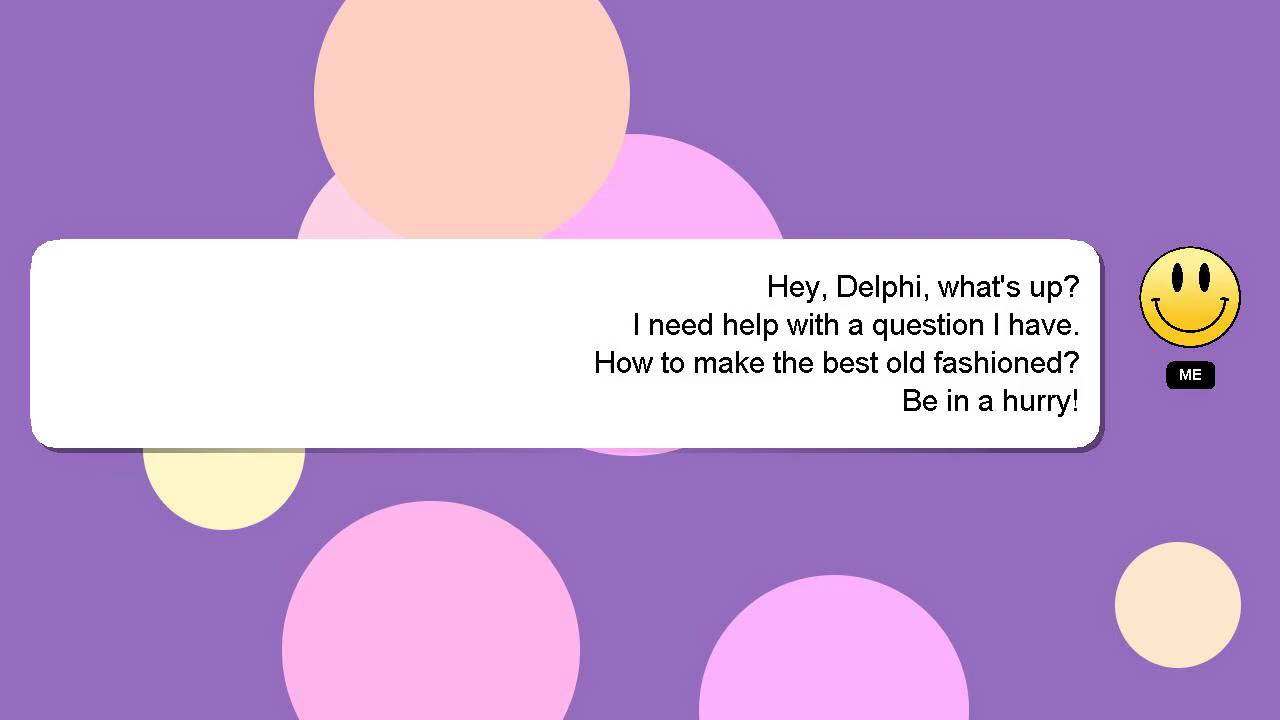 Hey, Delphi, what's up?
I need help with a question I have.
How to make the best old fashioned?
Be in a hurry!
ME